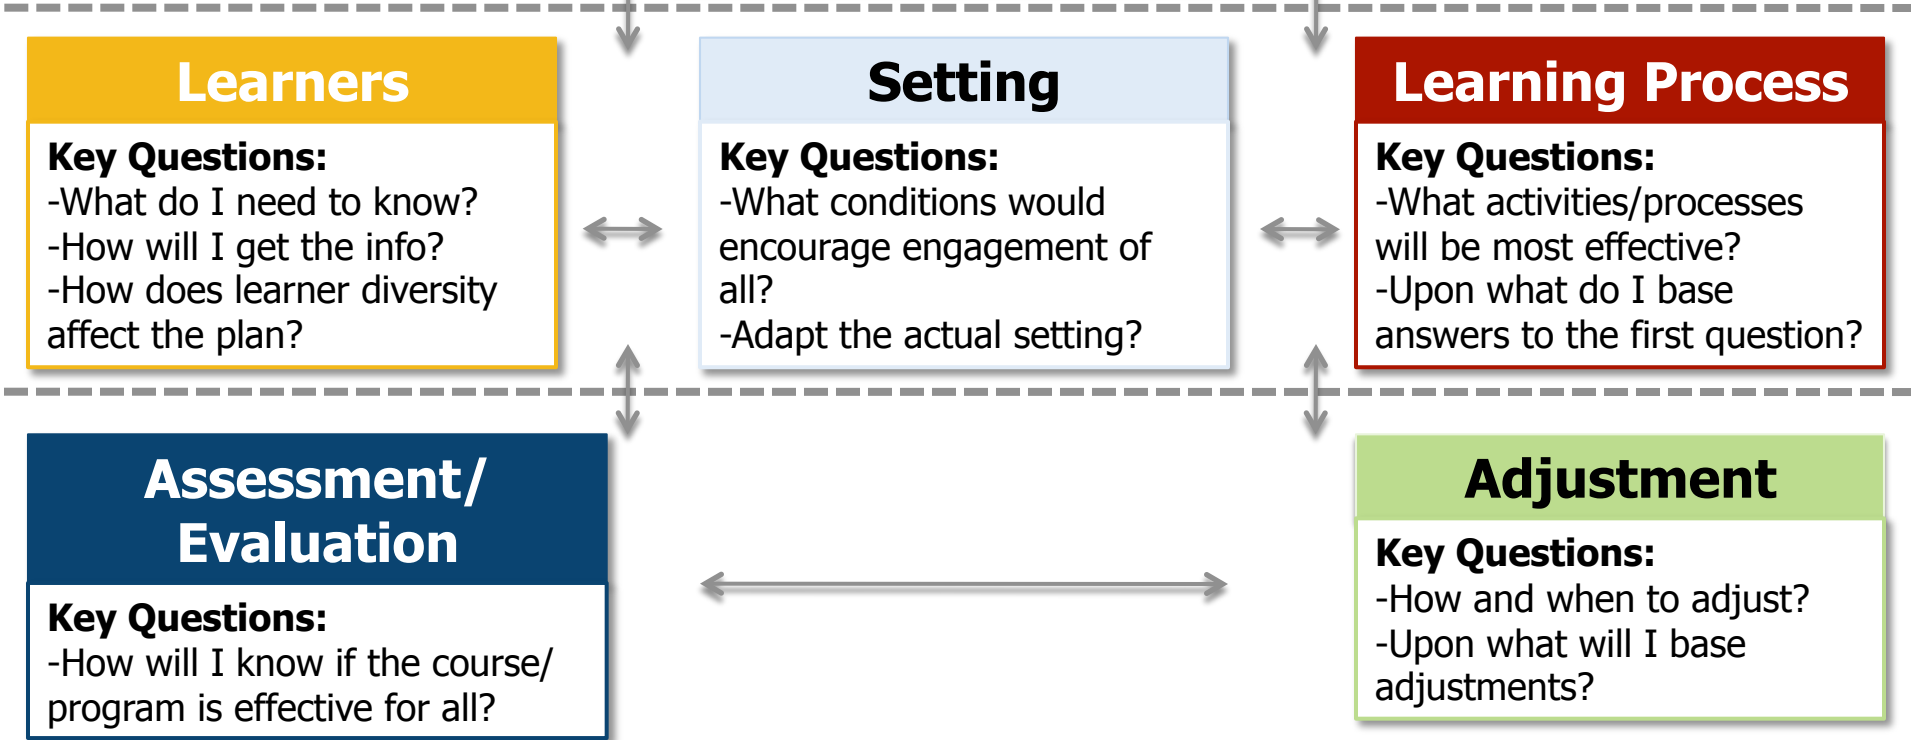 Learners
Key Questions:
-What do I need to know?
-How will I get the info?
-How does learner diversity
affect the plan?
Setting
Key Questions:
-What conditions would
encourage engagement of
all?
-Adapt the actual setting?
Learning Process
Key Questions:
-What activities/processes
will be most effective?
-Upon what do I base
answers to the first question?
Assessment/
Evaluation
Key Questions:
-How will I know if the course/
program is effective for all?
Adjustment
Key Questions:
-How and when to adjust?
-Upon what will I base
adjustments?